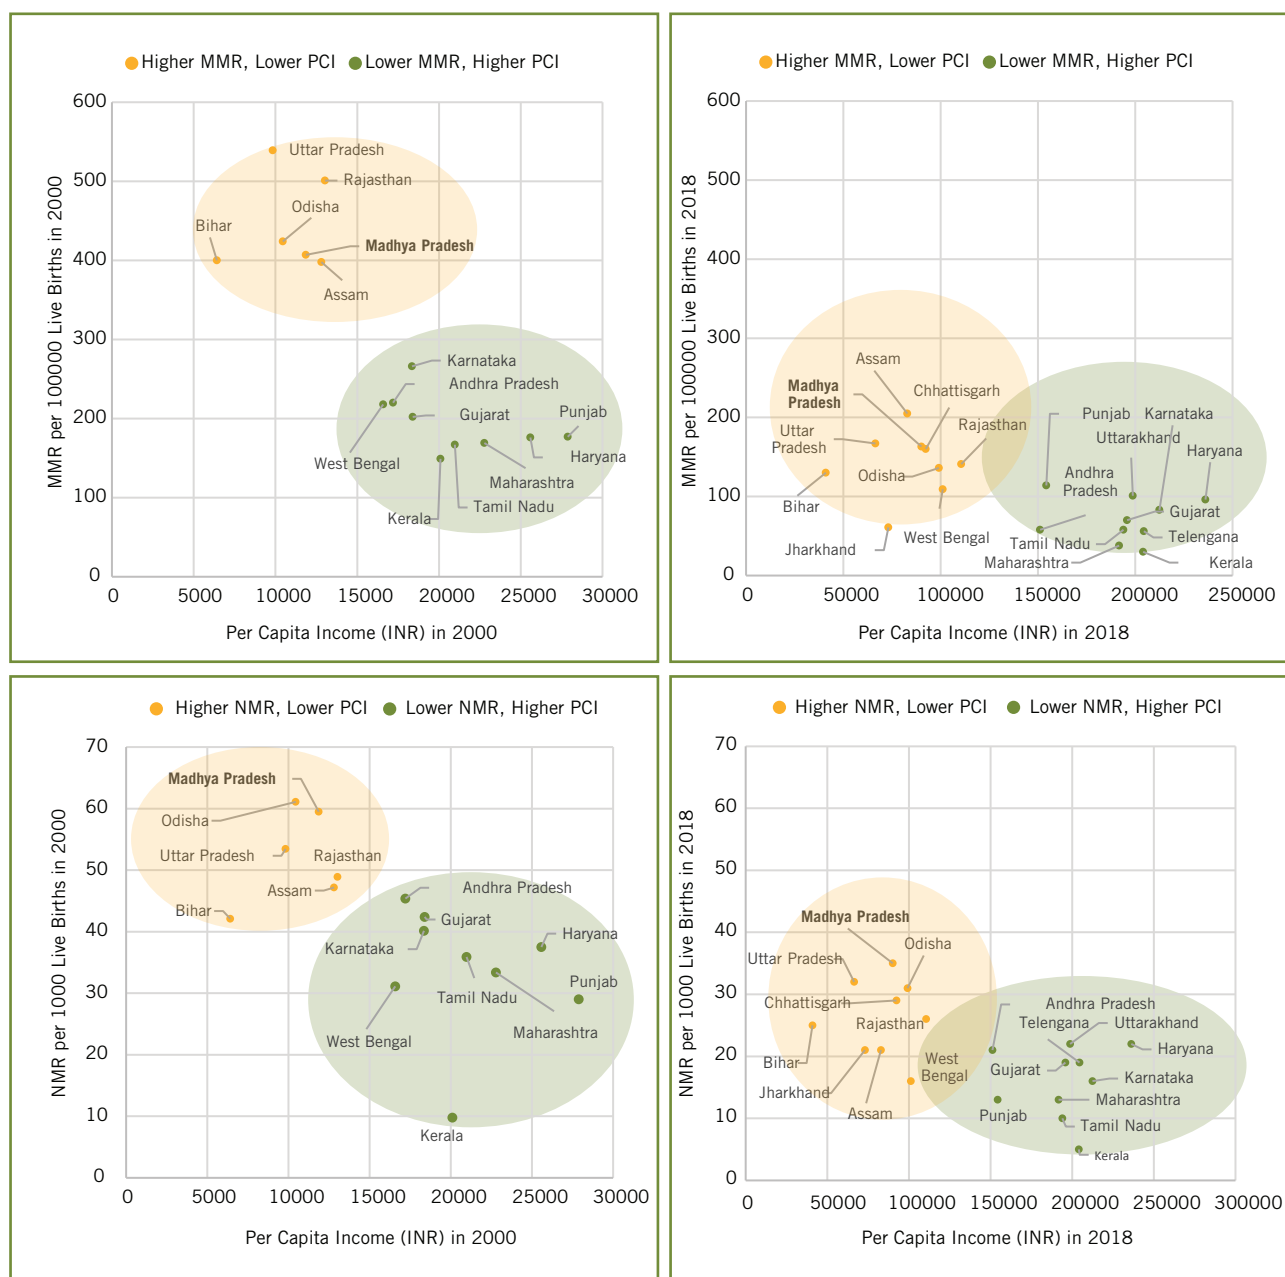 Higher MMR, Lower PCI Lower MMR, Higher PCI
600
500
400
300
200
100
0
MMR per 100000 Live Births in 2000
Uttar Pradesh
Rajasthan
Odisha
Bihar
Madhya Pradesh
Assam
Karnataka
Andhra Pradesh
Gujarat
Punjab
West Bengal
Haryana
Maharashtra
Kerala
Tamil Nadu
0 5000 10000 15000 20000 25000 30000
Per Capita Income (INR) in 2000
Higher MMR, Lower PCI Lower MMR, Higher PCI
600
500
400
300
200
100
0
MMR per 100000 Live Births in 2018
Assam
Madhya
Pradesh
Chhattisgarh
Rajasthan
Uttar
Pradesh
Odisha
Bihar
West Bengal
Jharkhand
Punjab
Karnataka
Uttarakhand
Haryana
Andhra
Pradesh
Gujarat
Tamil Nadu
Telengana
Maharashtra
Kerala
0 50000 100000 150000 200000 250000
Per Capita Income (INR) in 2018
Higher NMR, Lower PCI Lower NMR, Higher PCI
70
60
50
40
30
20
10
0
NMR per 1000 Live Births in 2000
Madhya Pradesh
Odisha
Uttar Pradesh
Rajasthan
Assam
Bihar
Andhra Pradesh
Gujarat
Karnataka
Haryana
Tamil Nadu
Punjab
West Bengal
Maharashtra
Kerala
0 5000 10000 15000 20000 25000 30000
Per Capita Income (INR) in 2000
Higher NMR, Lower PCI Lower NMR, Higher PCI
70
60
50
40
30
20
10
0
NMR per 1000 Live Births in 2018
Madhya Pradesh
Odisha
Uttar Pradesh
Chhattisgarh
Rajasthan
Bihar
West
Bengal
Jharkhand
Assam
Andhra Pradesh
Telengana
Uttarakhand
Haryana
Gujarat
Karnataka
Maharashtra
Punjab
Tamil Nadu
Kerala
0 50000 100000 150000 200000 250000 300000
Per Capita Income (INR) in 2018